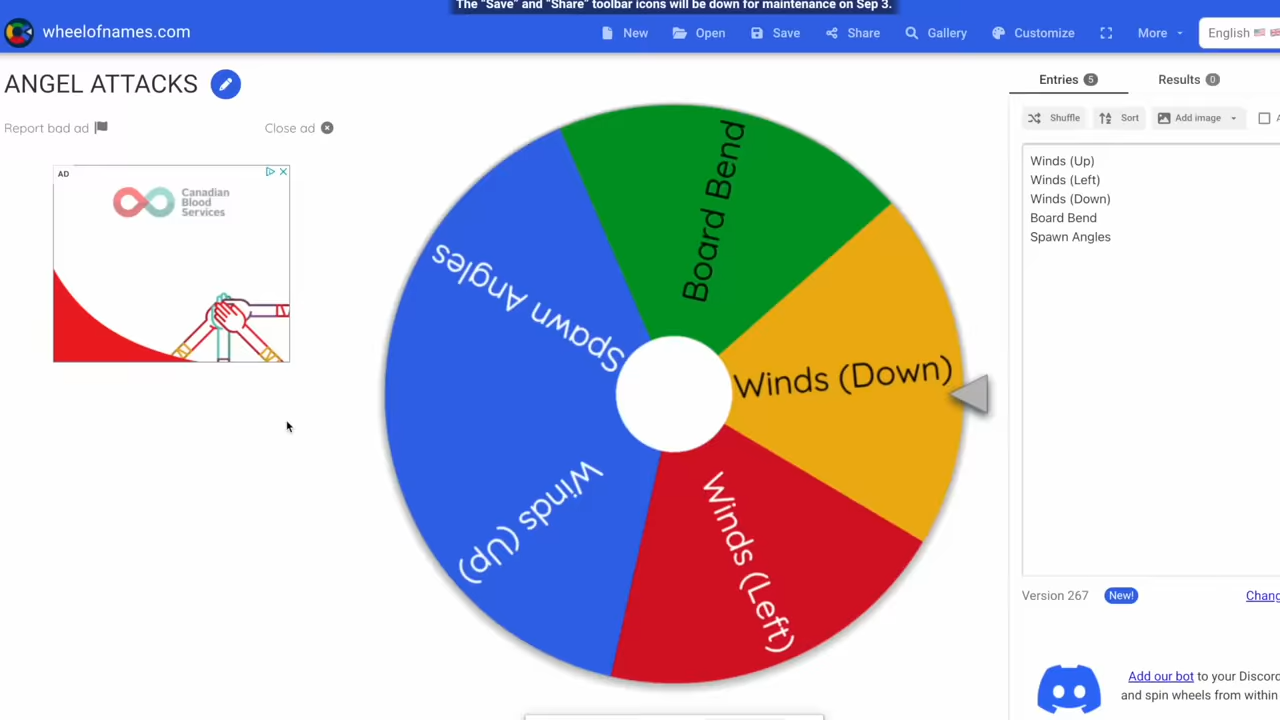 The "Save" and "Share" toolbar icons will be down for maintenance on Sep 3.
wheelofnames.com
New
Open
Save
Share
Gallery
Customize
More
English
ANGEL ATTACKS
Report bad ad
Close ad
AD
Canadian
Blood
Services
Board Bend
Spawn Angles
Winds (Down)
Winds (Up)
Winds (Left)
Entries 5
Results 0
Shuffle
Sort
Add image
Winds (Up)
Winds (Left)
Winds (Down)
Board Bend
Spawn Angles
Version 267
New!
Chang
Add our bot to your Discord
and spin wheels from within